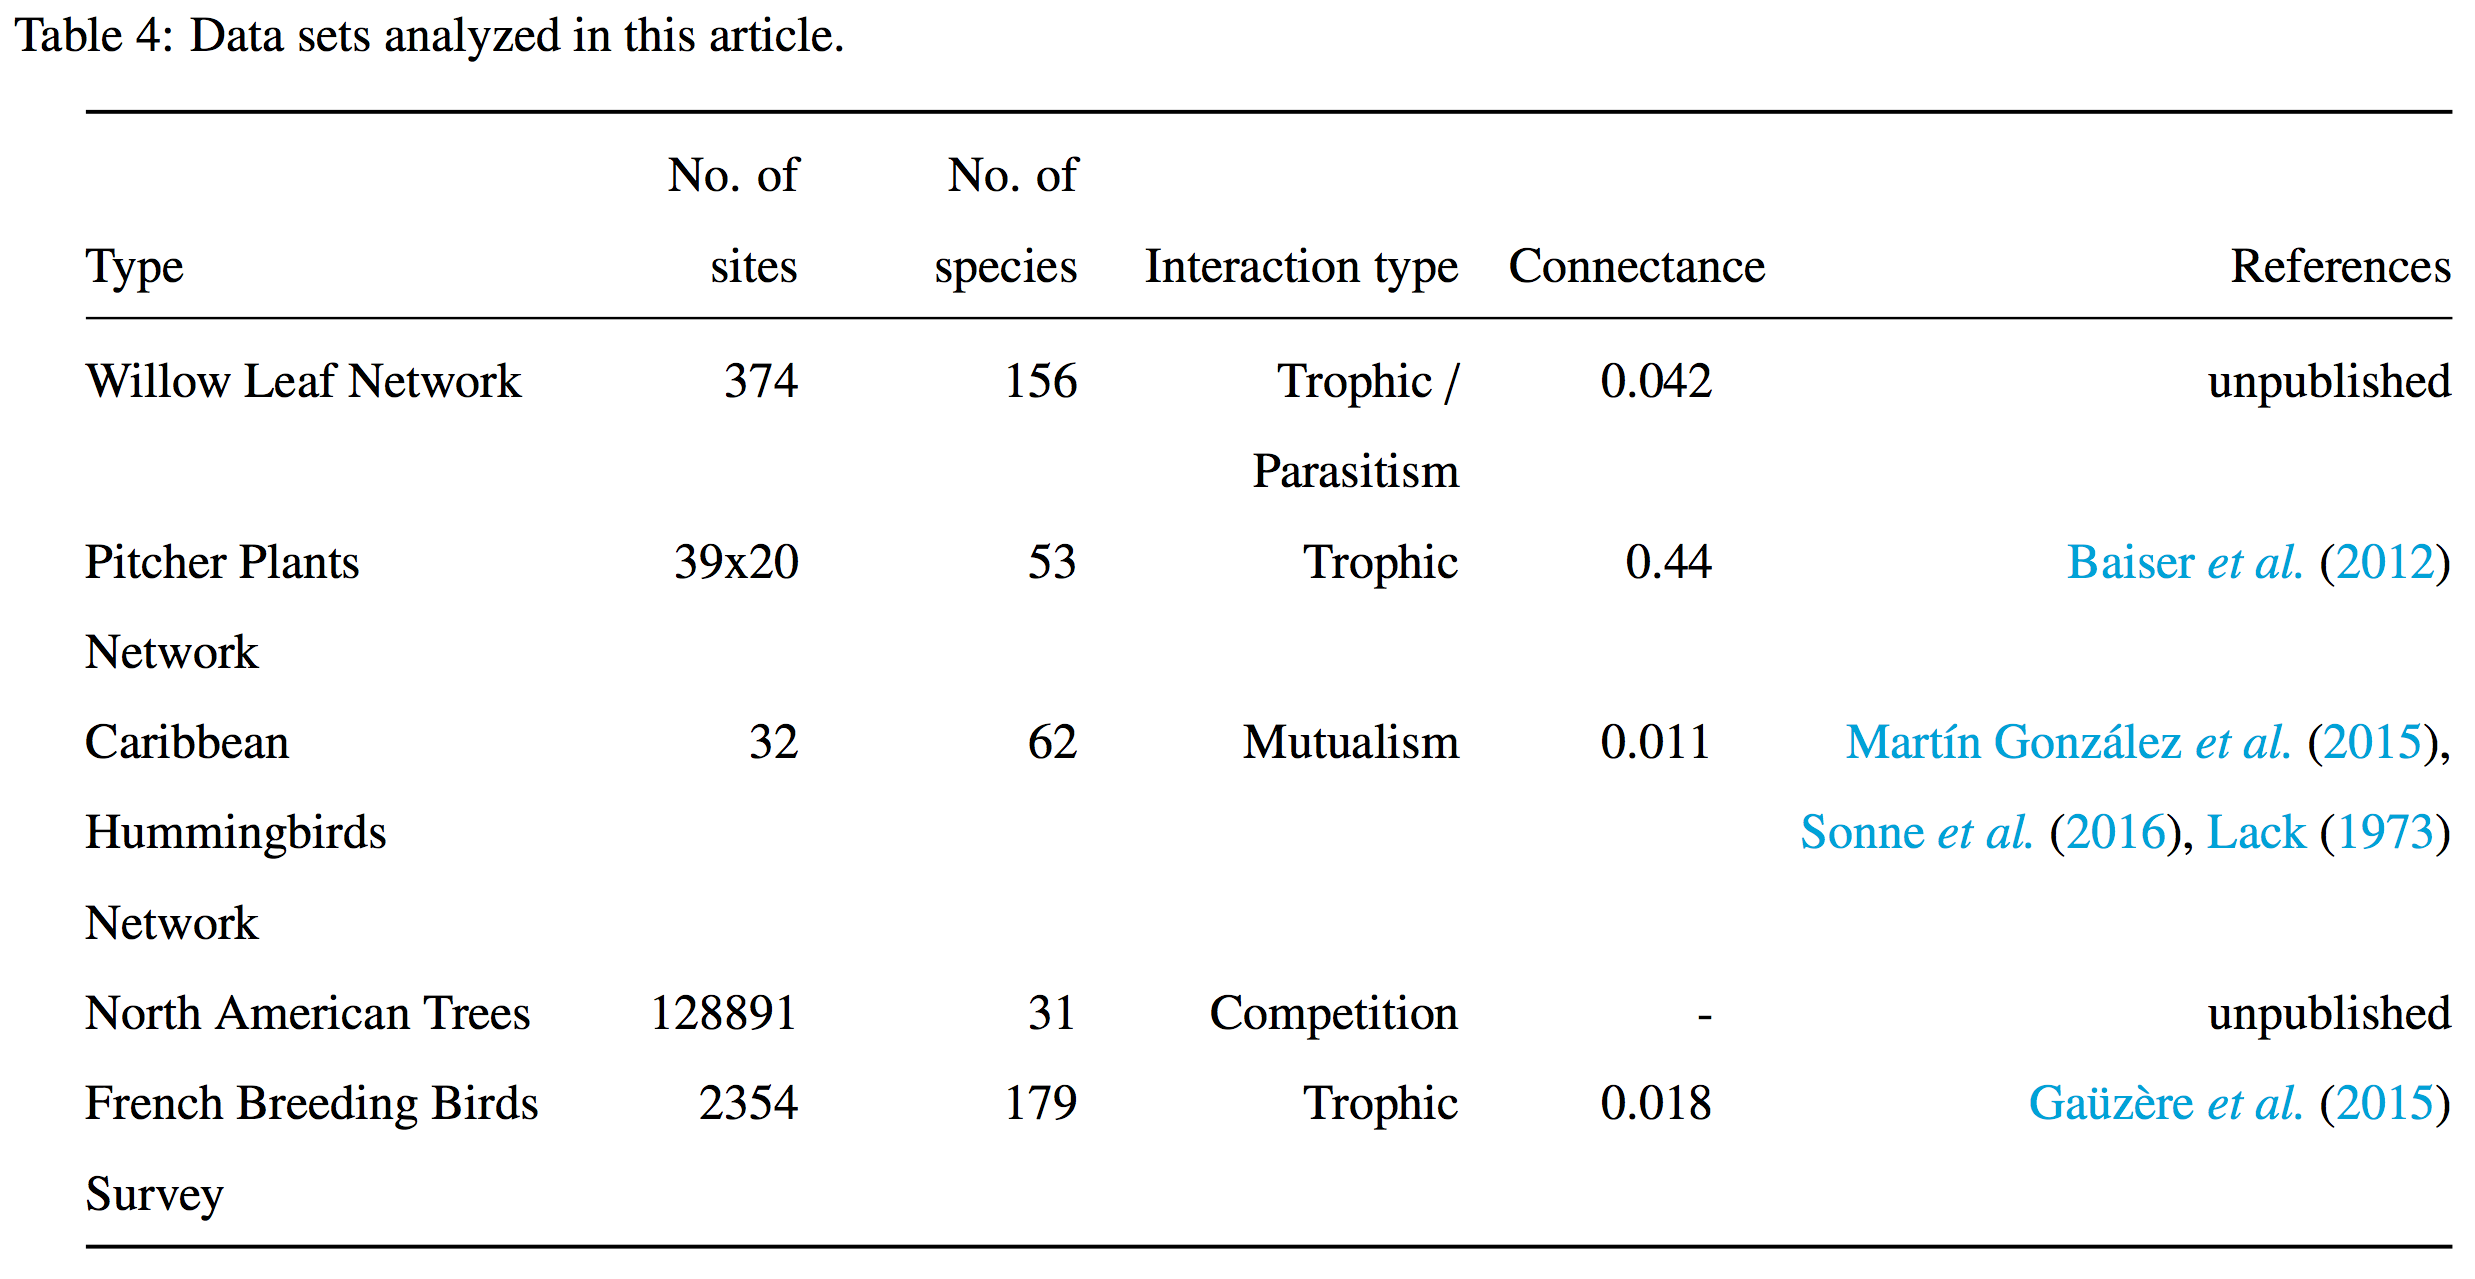 Table 4: Data sets analyzed in this article.
No. of No. of
Type sites species Interaction type Connectance References
Willow Leaf Network 374 156 Trophic / 0.042 unpublished
Parasitism
Pitcher Plants 39x20 53 Trophic 0.44 Baiser et al. (2012)
Network
Caribbean 32 62 Mutualism 0.011 Martín González et al. (2015),
Hummingbirds Sonne et al. (2016), Lack (1973)
Network
North American Trees 128891 31 Competition - unpublished
French Breeding Birds 2354 179 Trophic 0.018 Gaüzère et al. (2015)
Survey